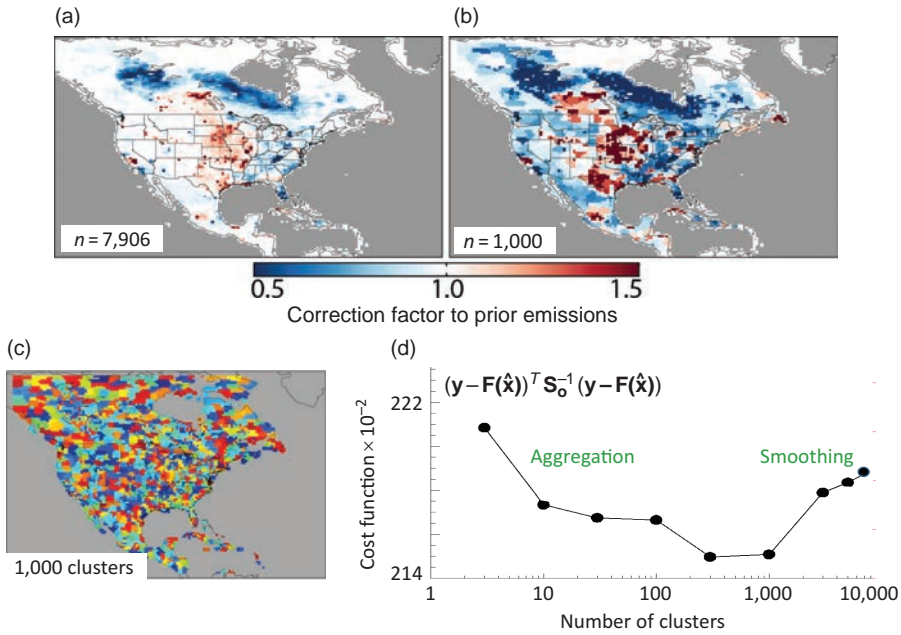 (a)
(b)
n = 7,906
n = 1,000
0.5
1.0
1.5
Correction factor to prior emissions
(c)
1,000 clusters
(d)
(y – F(x̂))ᵀ Sₒ⁻¹ (y – F(x̂))
222
Aggregation
Smoothing
Cost function × 10⁻²
214
1
10
100
1,000
10,000
Number of clusters